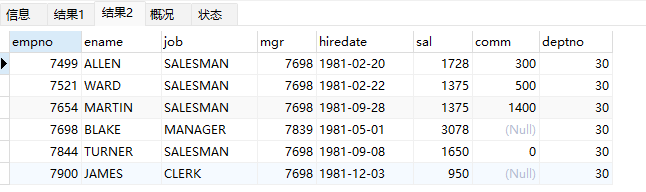 信息 结果1 结果2 概况 状态
empno ename job mgr hiredate sal comm deptno
7499 ALLEN SALESMAN 7698 1981-02-20 1728 300 30
7521 WARD SALESMAN 7698 1981-02-22 1375 500 30
7654 MARTIN SALESMAN 7698 1981-09-28 1375 1400 30
7698 BLAKE MANAGER 7839 1981-05-01 3078 (Null) 30
7844 TURNER SALESMAN 7698 1981-09-08 1650 0 30
7900 JAMES CLERK 7698 1981-12-03 950 (Null) 30